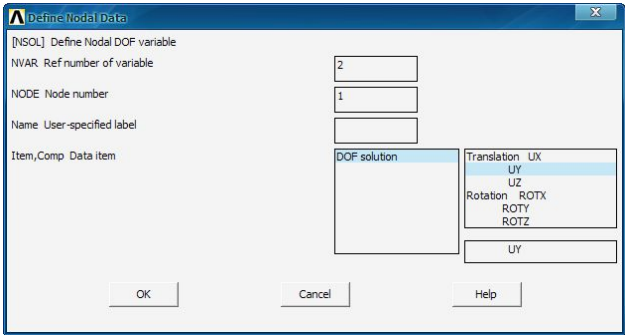 Define Nodal Data
[NSOL] Define Nodal DOF variable
NVAR Ref number of variable 2
NODE Node number 1
Name User-specified label
Item,Comp Data item DOF solution Translation UX
UY
UZ
Rotation ROTX
ROTY
ROTZ
UY
OK Cancel Help